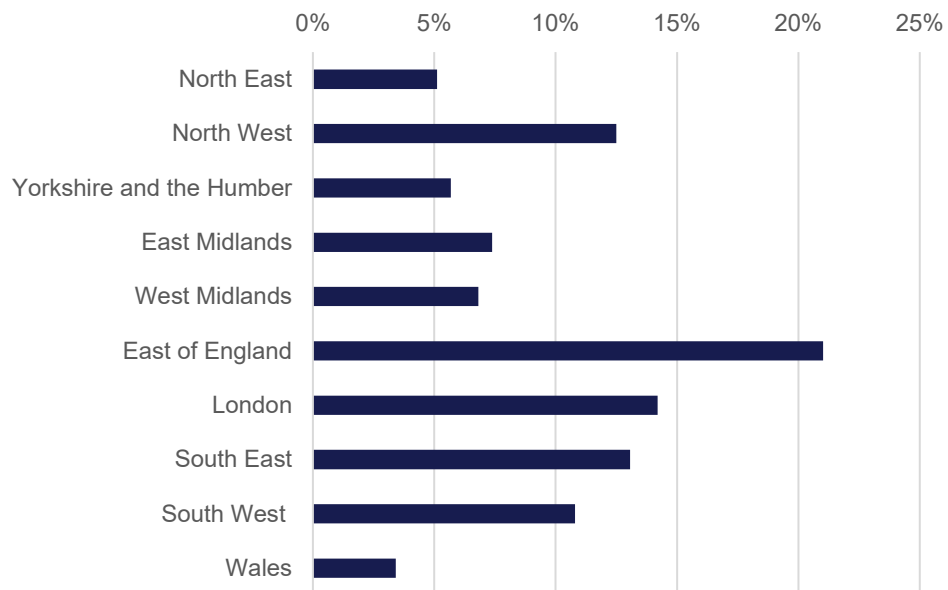 0% 5% 10% 15% 20% 25%
North East
North West
Yorkshire and the Humber
East Midlands
West Midlands
East of England
London
South East
South West
Wales